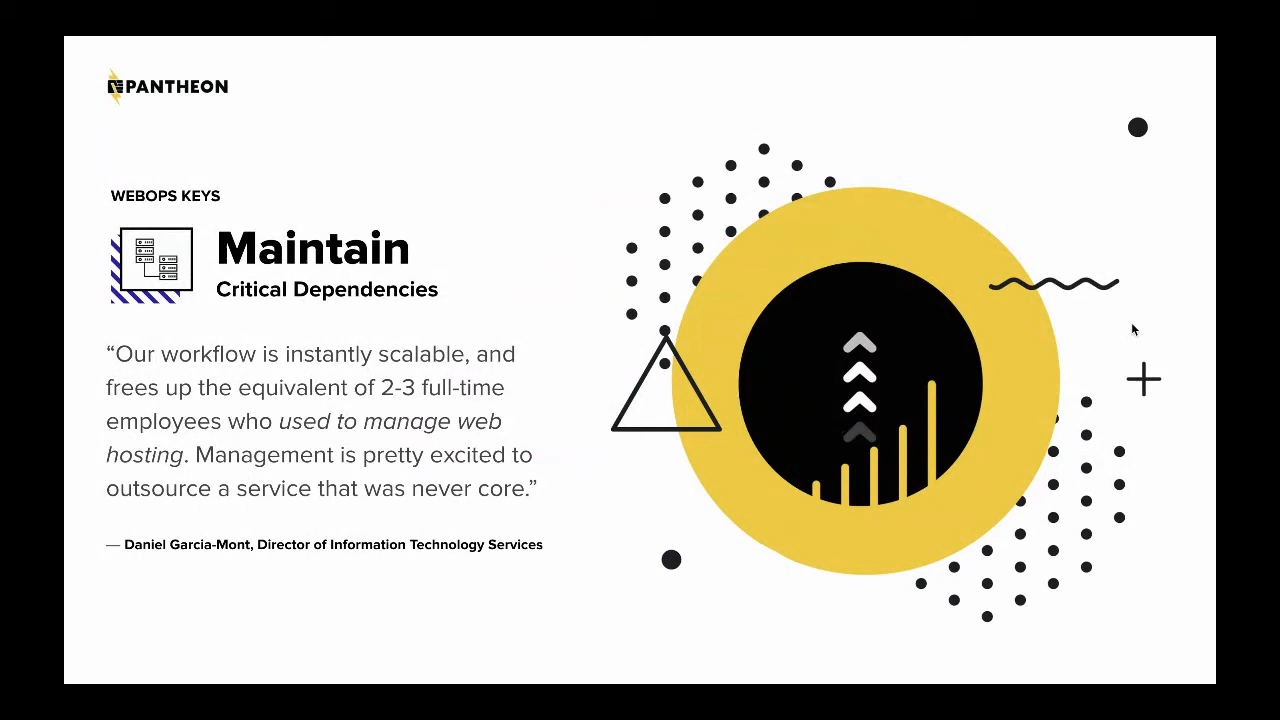 PANTHEON
WEBOPS KEYS
Maintain
Critical Dependencies
“Our workflow is instantly scalable, and
frees up the equivalent of 2-3 full-time
employees who used to manage web
hosting. Management is pretty excited to
outsource a service that was never core.”
— Daniel Garcia-Mont, Director of Information Technology Services